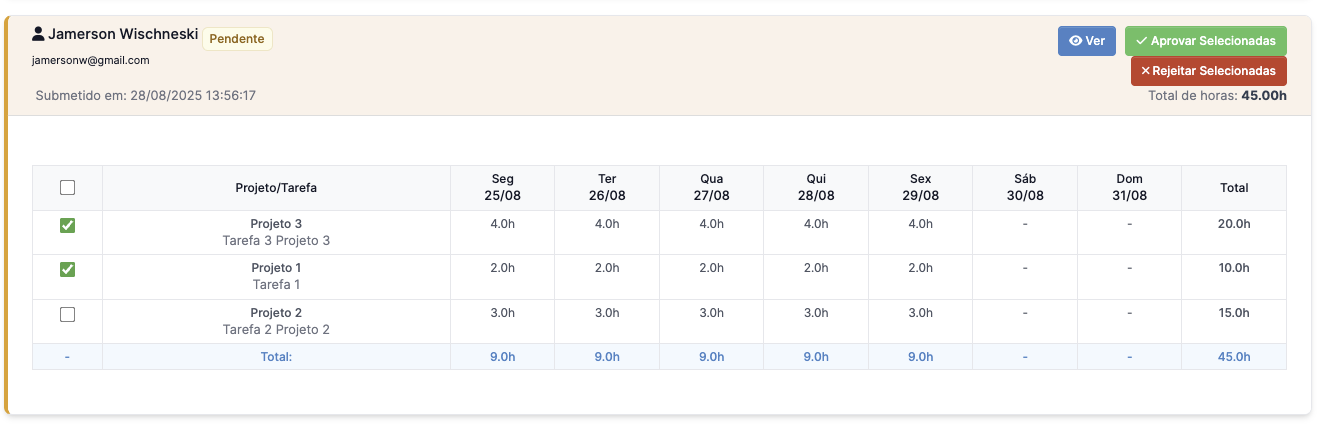 Jamerson Wischneski Pendente
jamersonw@gmail.com
Submetido em: 28/08/2025 13:56:17
Ver Aprovar Selecionadas
Rejeitar Selecionadas
Total de horas: 45.00h
Projeto/Tarefa Seg 25/08 Ter 26/08 Qua 27/08 Qui 28/08 Sex 29/08 Sáb 30/08 Dom 31/08 Total
Projeto 3 4.0h 4.0h 4.0h 4.0h 4.0h - - 20.0h
Tarefa 3 Projeto 3
Projeto 1 2.0h 2.0h 2.0h 2.0h 2.0h - - 10.0h
Tarefa 1
Projeto 2 3.0h 3.0h 3.0h 3.0h 3.0h - - 15.0h
Tarefa 2 Projeto 2
- Total: 9.0h 9.0h 9.0h 9.0h 9.0h - - 45.0h